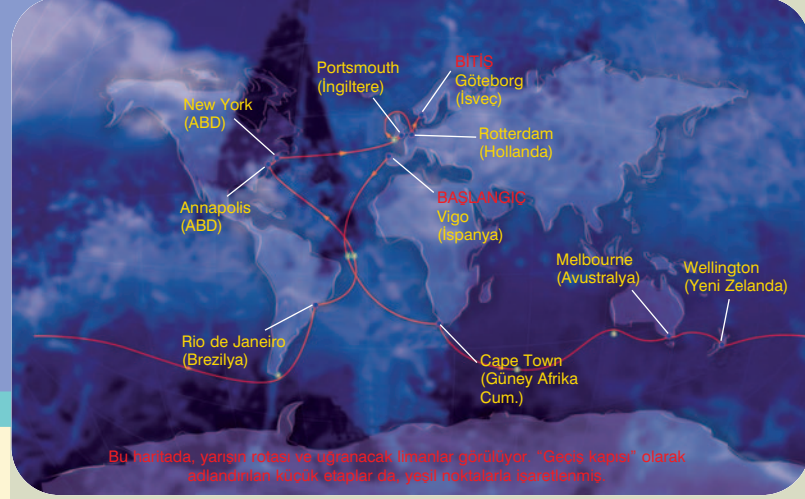 BİTİŞ
Göteborg
(İsveç)
Portsmouth
(İngiltere)
New York
(ABD)
Rotterdam
(Hollanda)
Annapolis
(ABD)
BAŞLANGIÇ
Vigo
(İspanya)
Melbourne
(Avustralya)
Wellington
(Yeni Zelanda)
Rio de Janeiro
(Brezilya)
Cape Town
(Güney Afrika
Cum.)
Bu haritada, yarışın rotası ve uğranacak limanlar görülüyor. "Geçiş kapısı" olarak
adlandırılan küçük etaplar da, yeşil noktalarla işaretlenmiş.